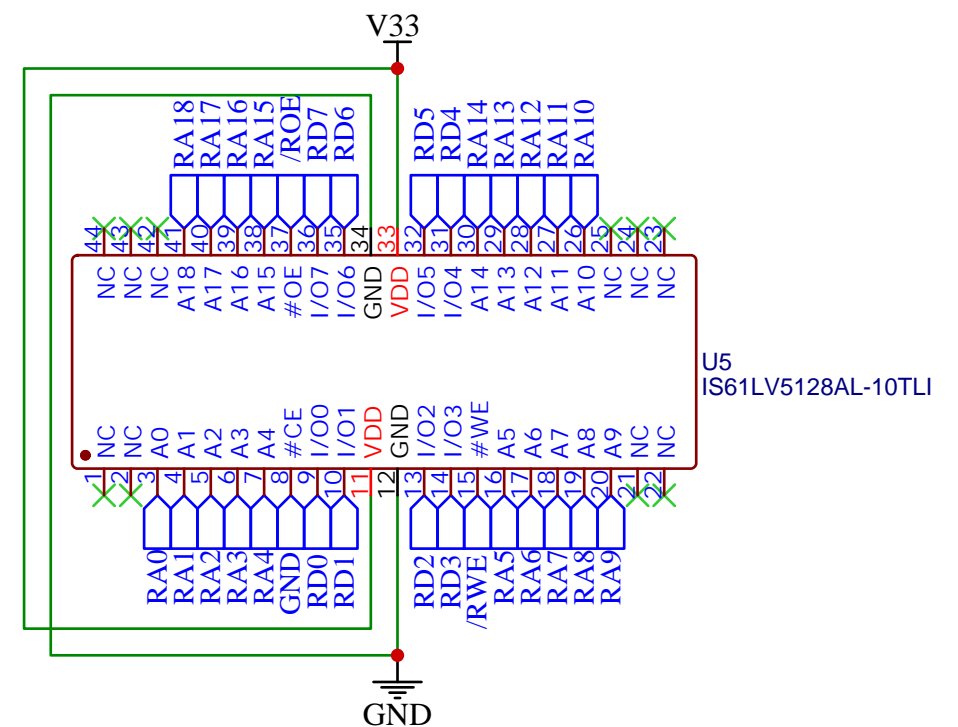 V33
RA18
RA17
RA16
RA15
/ROE
RD7
RD6
RD5
RD4
RA14
RA13
RA12
RA11
RA10
44
43
42
41
40
39
38
37
36
35
34
33
32
31
30
29
28
27
26
25
24
23
NC
NC
NC
A18
A17
A16
A15
#OE
I/O7
I/O6
GND
VDD
I/O5
I/O4
A14
A13
A12
A11
A10
NC
NC
NC
U5
IS61LV5128AL-10TLI
NC
NC
A0
A1
A2
A3
A4
#CE
I/O0
I/O1
VDD
GND
I/O2
I/O3
#WE
A5
A6
A7
A8
A9
NC
NC
1
2
3
4
5
6
7
8
9
10
11
12
13
14
15
16
17
18
19
20
21
22
RA0
RA1
RA2
RA3
RA4
GND
RD0
RD1
RD2
RD3
/RWE
RA5
RA6
RA7
RA8
RA9
GND